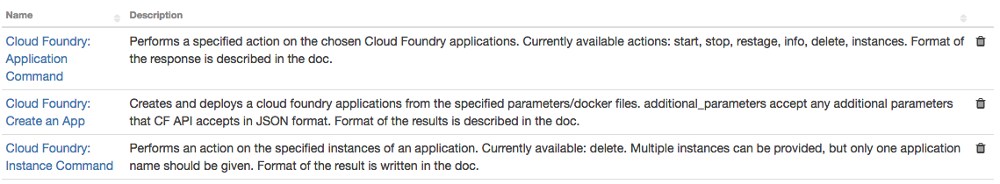 Name Description
Cloud Foundry: Application Command
Performs a specified action on the chosen Cloud Foundry applications. Currently available actions: start, stop, restage, info, delete, instances. Format of
the response is described in the doc.
Cloud Foundry: Create an App
Creates and deploys a cloud foundry applications from the specified parameters/docker files. additional_parameters accept any additional parameters
that CF API accepts in JSON format. Format of the results is described in the doc.
Cloud Foundry: Instance Command
Performs an action on the specified instances of an application. Currently available: delete. Multiple instances can be provided, but only one application
name should be given. Format of the result is written in the doc.